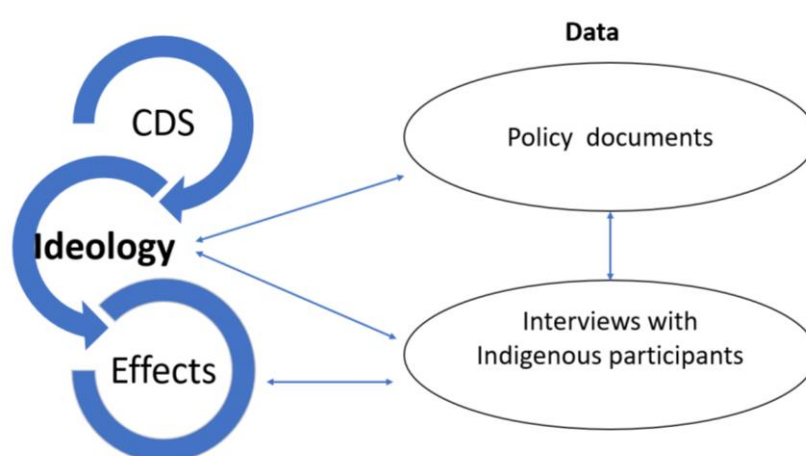 Data
CDS
Policy documents
Ideology
Interviews with
Indigenous participants
Effects